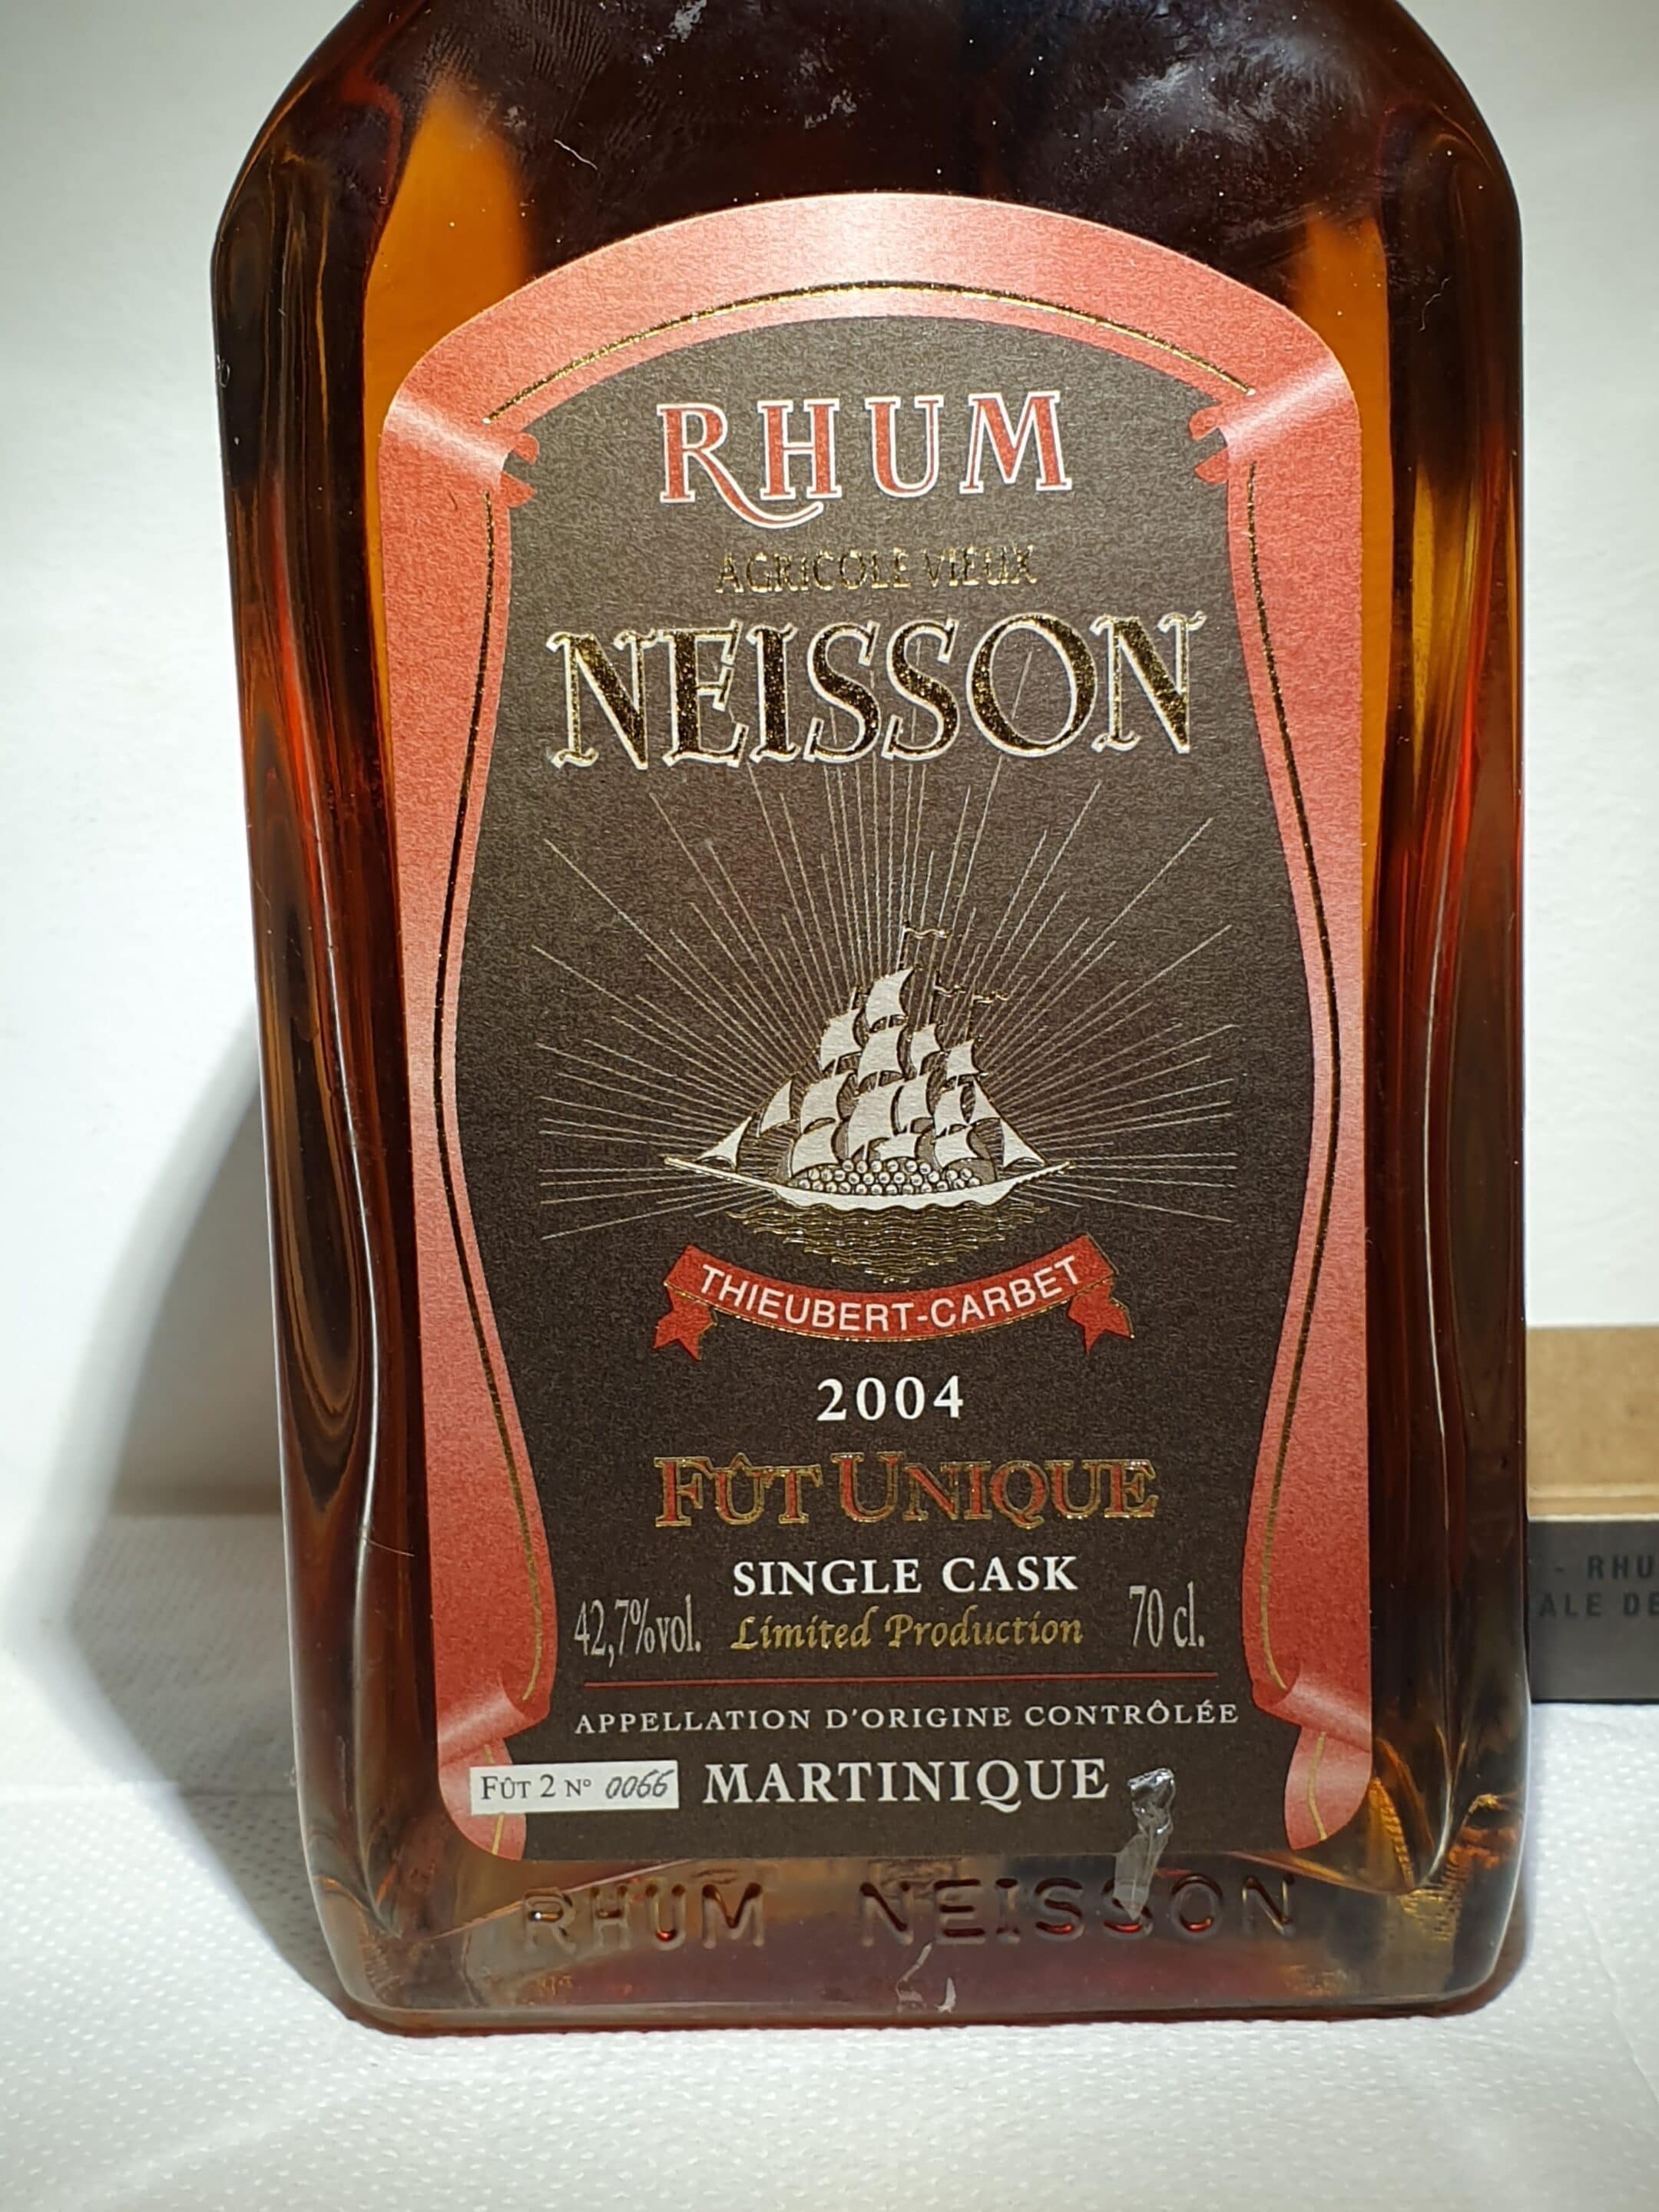 RHUM
AGRICOLE VIEUX
NEISSON
THIEUBERT-CARBET
2004
FÛT UNIQUE
SINGLE CASK
42,7%vol. Limited Production 70 cl.
APPELLATION D'ORIGINE CONTRÔLÉE
FÛT 2 N° 0066 MARTINIQUE
RHUM NEISSON
- RHU
ALE DE